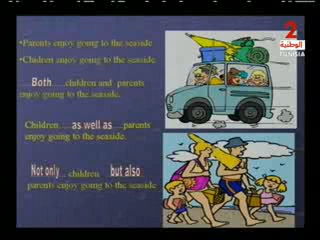 •Parents enjoy going to the seaside
•Children enjoy going to the seaside.
....Both.....children and parents
enjoy going to the seaside.
Children.....as well as....parents
enjoy going to the seaside.
Not only... children but also
parents enjoy going to the seaside
2
الوطنية
TUNISIA